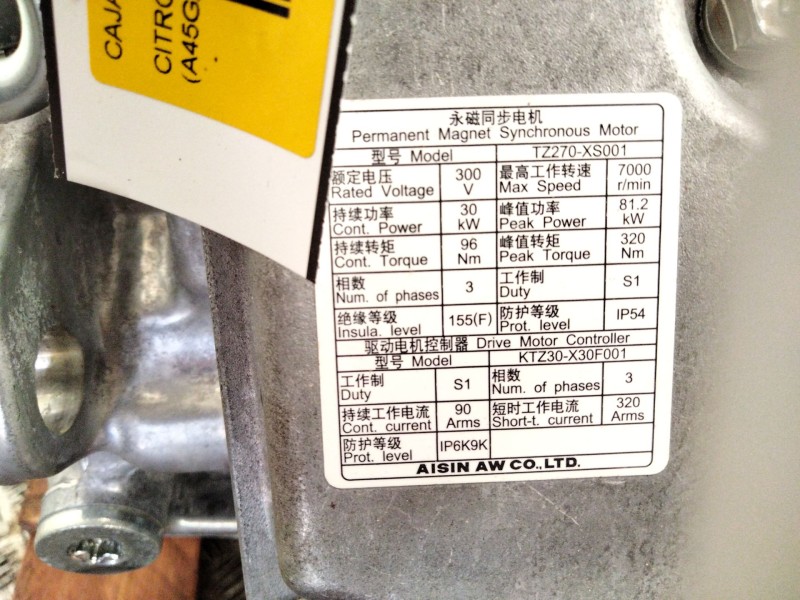 CAJA
CITRO
(A45G
永磁同步电机
Permanent Magnet Synchronous Motor
型号 Model TZ270-XS001
额定电压 300 最高工作转速 7000
Rated Voltage V Max Speed r/min
持续功率 30 峰值功率 81.2
Cont. Power kW Peak Power kW
持续转矩 96 峰值转矩 320
Cont. Torque Nm Peak Torque Nm
相数 3 工作制 S1
Num. of phases Duty
绝缘等级 155(F) 防护等级 IP54
Insula. level Prot. level
驱动电机控制器 Drive Motor Controller
型号 Model KTZ30-X30F001
工作制 S1 相数 3
Duty Num. of phases
持续工作电流 90 短时工作电流 320
Cont. current Arms Short-t. current Arms
防护等级 IP6K9K
Prot. level
AISIN AW CO.,LTD.